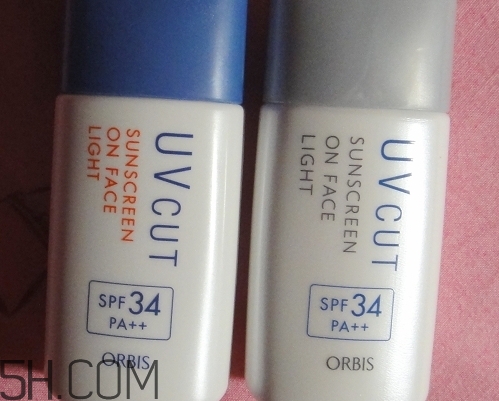 UV CUT
SUNSCREEN
ON FACE
LIGHT
SPF 34
PA++
ORBIS
UV CUT
SUNSCREEN
ON FACE
LIGHT
SPF 34
PA++
ORBIS
5H.COM